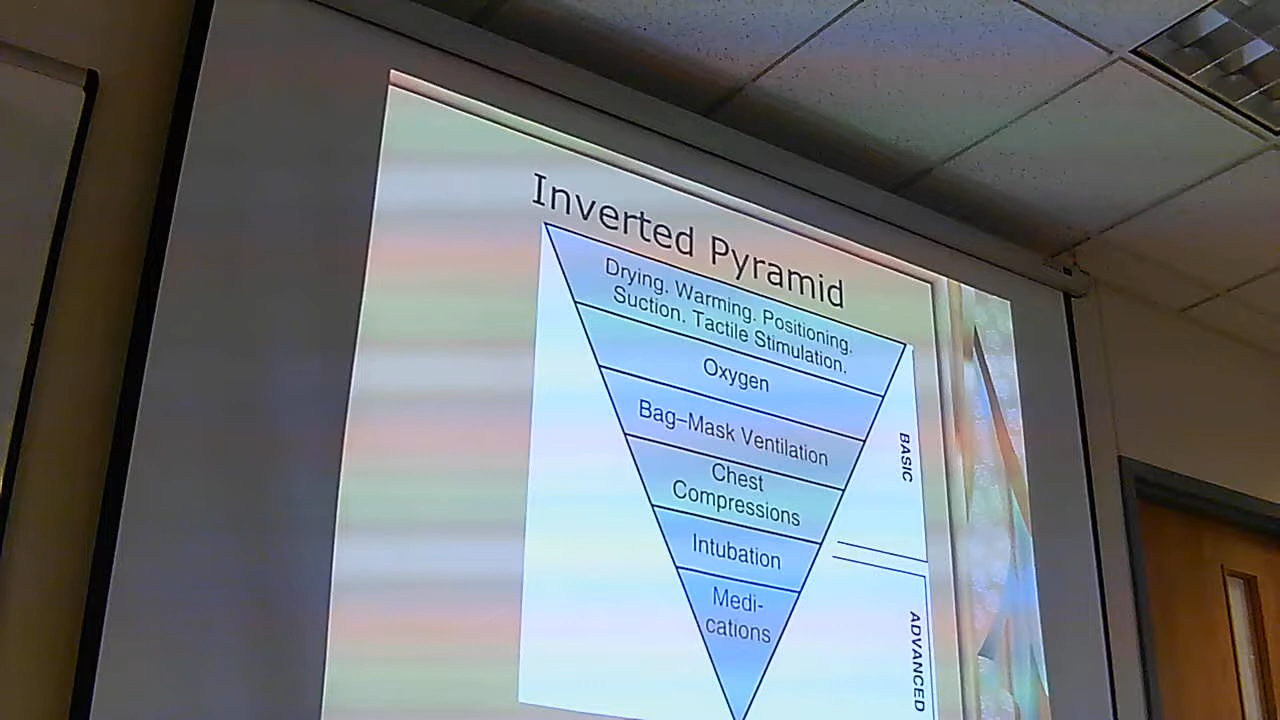 Inverted Pyramid
Drying. Warming. Positioning.
Suction. Tactile Stimulation.
Oxygen
Bag–Mask Ventilation
Chest
Compressions
Intubation
Medi-
cations
BASIC
ADVANCED